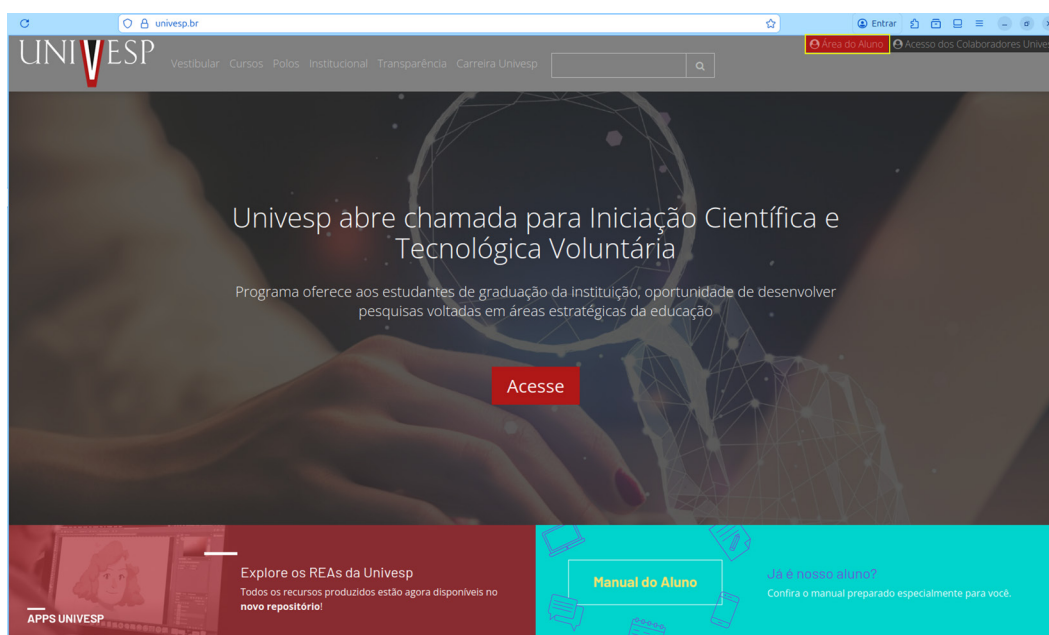 univesp.br
Entrar
UNIVESP
Área do Aluno
Acesso dos Colaboradores
Vestibular Cursos Polos Institucional Transparência Carreira Univesp
Univesp abre chamada para Iniciação Científica e
Tecnológica Voluntária
Programa oferece aos estudantes de graduação da instituição, oportunidade de desenvolver
pesquisas voltadas em áreas estratégicas da educação
Acesse
Explore os REAs da Univesp
Todos os recursos produzidos estão agora disponíveis no
novo repositório!
APPS UNIVESP
Manual do Aluno
Já é nosso aluno?
Confira o manual preparado especialmente para você.